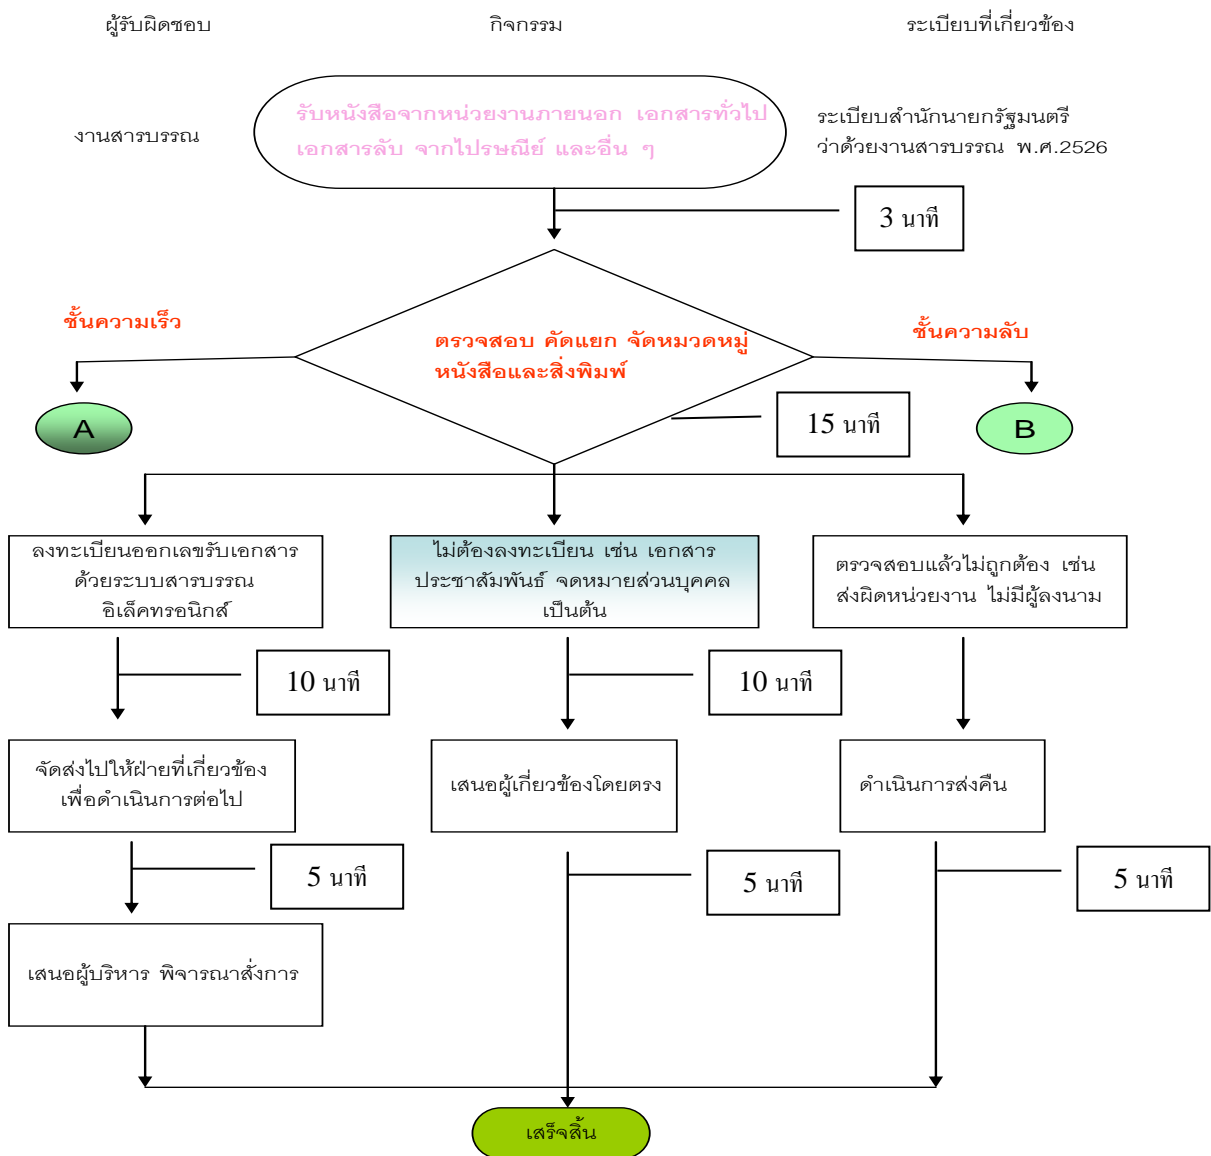 ผู้รับผิดชอบ
กิจกรรม
ระเบียบที่เกี่ยวข้อง
งานสารบรรณ
รับหนังสือจากหน่วยงานภายนอก เอกสารทั่วไป
เอกสารลับ จากไปรษณีย์ และอื่น ๆ
ระเบียบสำนักนายกรัฐมนตรี
ว่าด้วยงานสารบรรณ พ.ศ.2526
3 นาที
ชั้นความเร็ว
ตรวจสอบ คัดแยก จัดหมวดหมู่
หนังสือและสิ่งพิมพ์
ชั้นความลับ
A
15 นาที
B
ลงทะเบียนออกเลขรับเอกสาร
ด้วยระบบสารบรรณ
อิเล็คทรอนิกส์
ไม่ต้องลงทะเบียน เช่น เอกสาร
ประชาสัมพันธ์ จดหมายส่วนบุคคล
เป็นต้น
ตรวจสอบแล้วไม่ถูกต้อง เช่น
ส่งผิดหน่วยงาน ไม่มีผู้ลงนาม
10 นาที
10 นาที
จัดส่งไปให้ฝ่ายที่เกี่ยวข้อง
เพื่อดำเนินการต่อไป
เสนอผู้เกี่ยวข้องโดยตรง
ดำเนินการส่งคืน
5 นาที
5 นาที
5 นาที
เสนอผู้บริหาร พิจารณาสั่งการ
เสร็จสิ้น